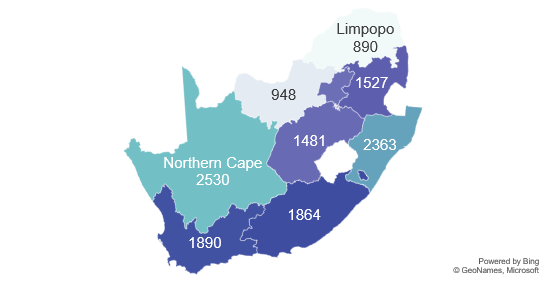 Limpopo
890
1527
948
1481
2363
Northern Cape
2530
1864
1890
Powered by Bing
© GeoNames, Microsoft